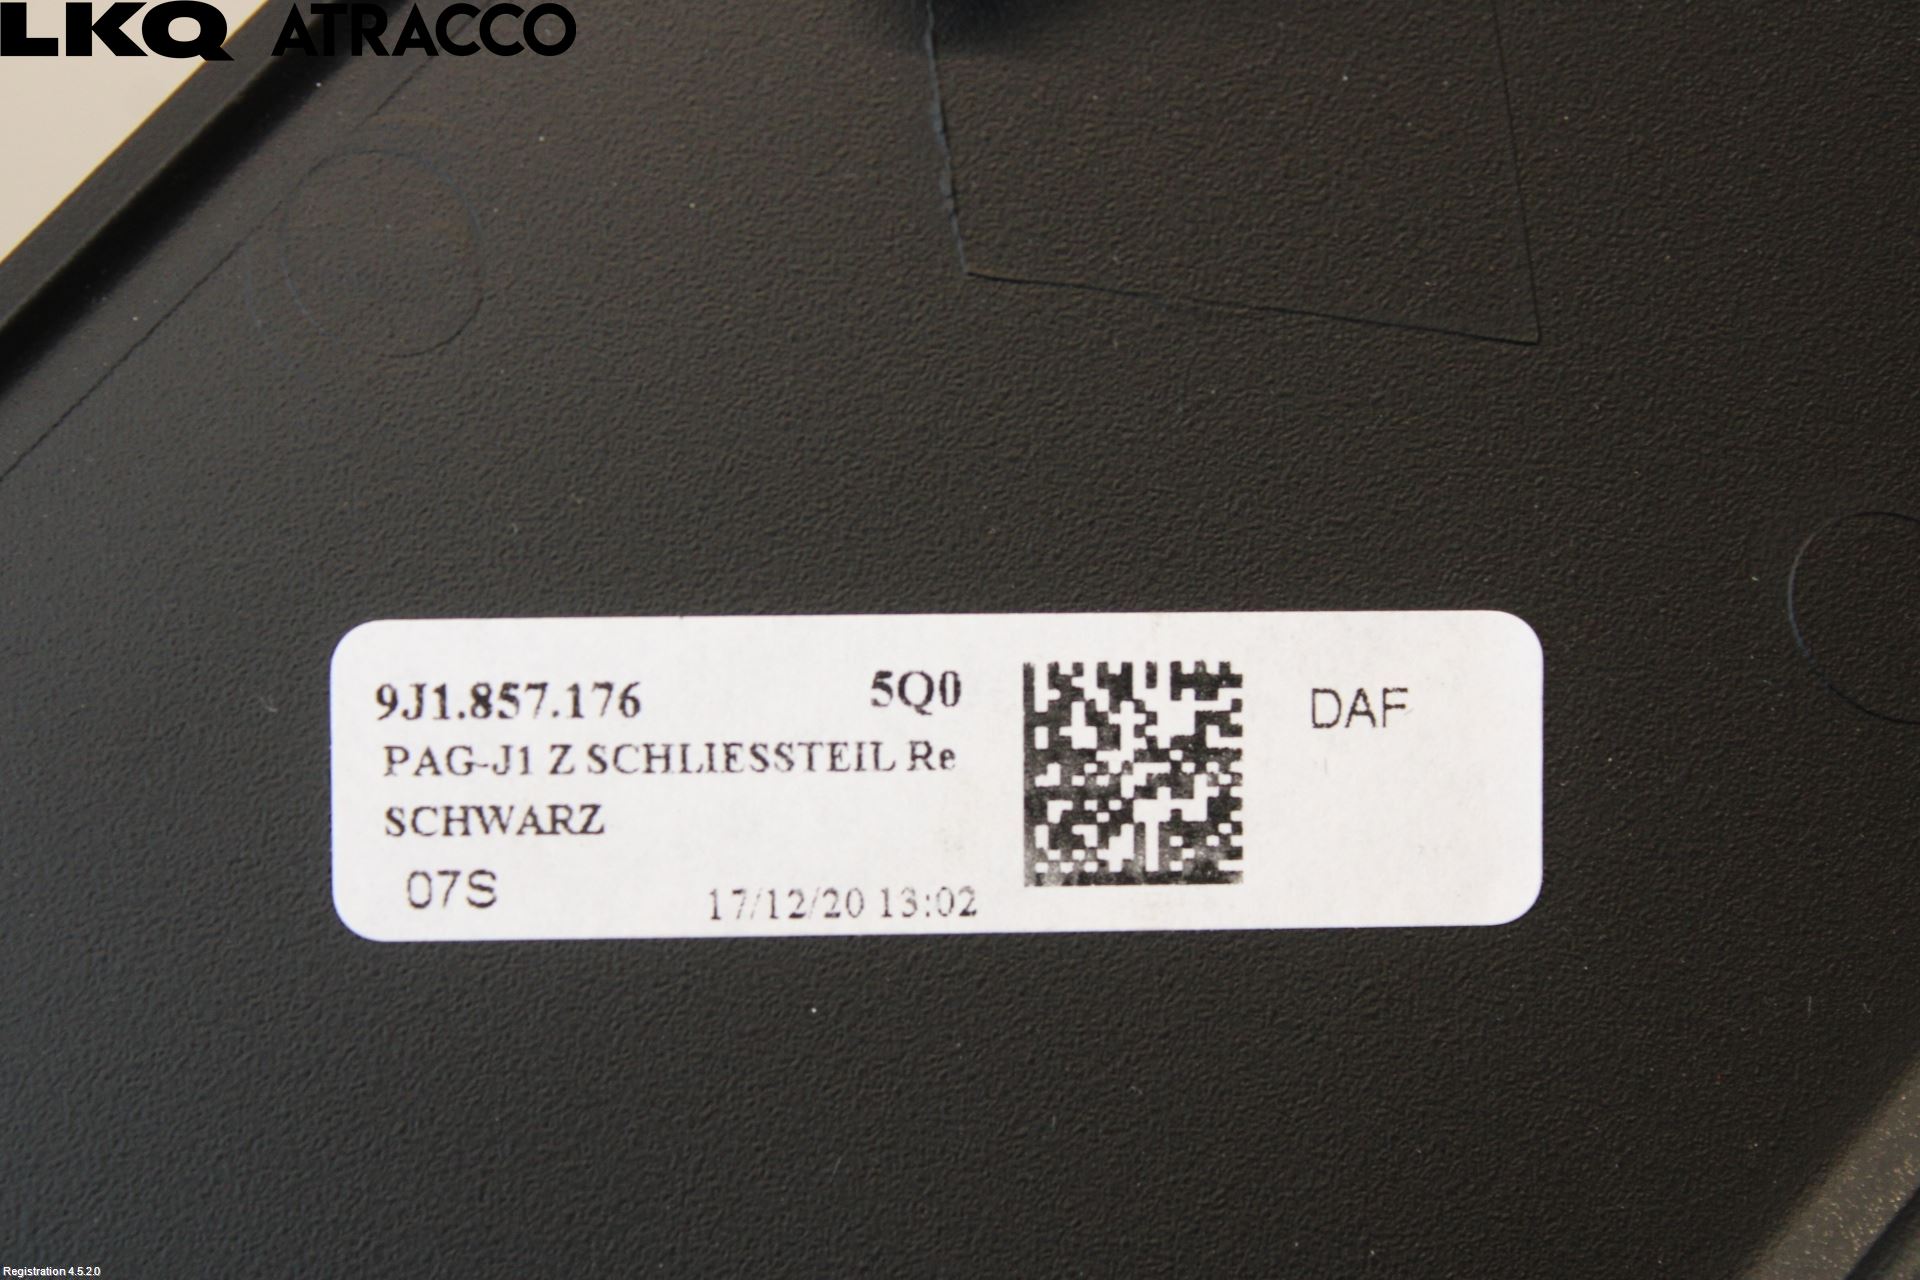 LKQ ATRACCO
9J1.857.176 5Q0
DAF
PAG-J1 Z SCHLIESSTEIL Re
SCHWARZ
07S 17/12/20 13:02
Registration 4.5.2.0